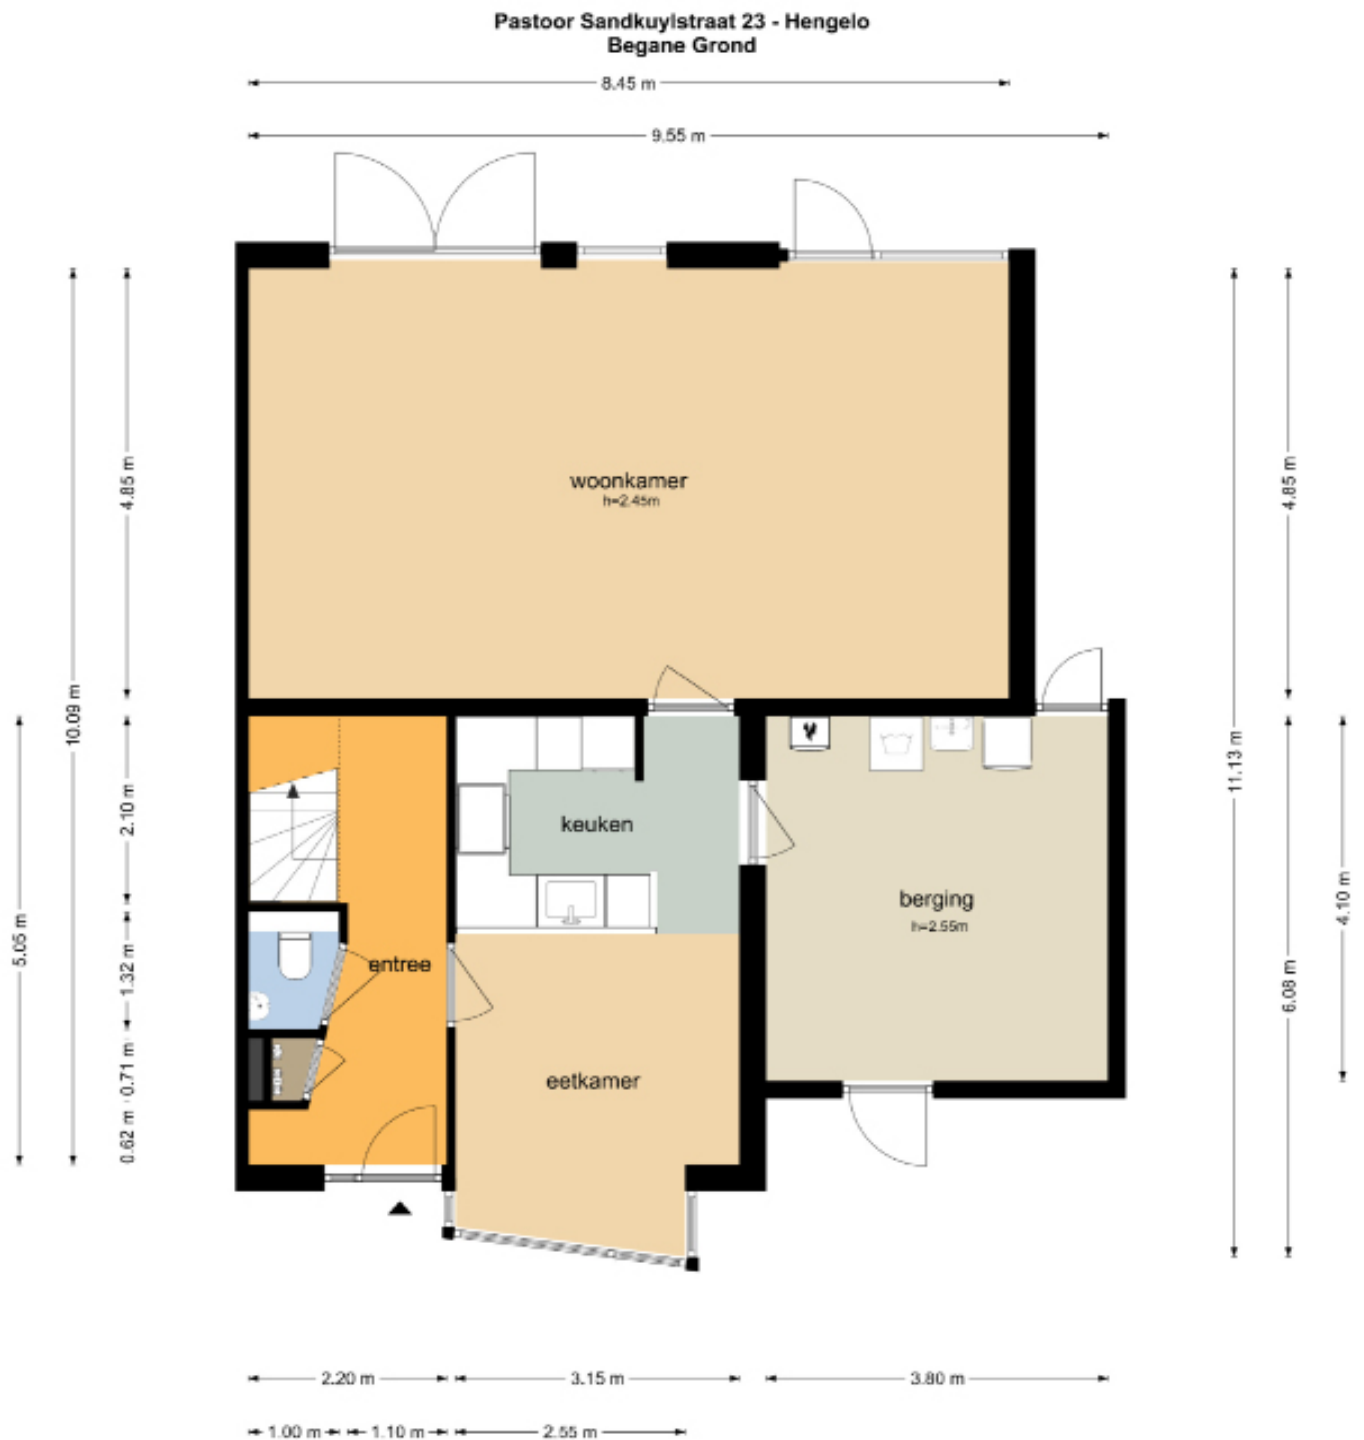 Pastoor Sandkuylstraat 23 - Hengelo
Begane Grond
8.45 m
9.55 m
4.85 m
10.09 m
2.10 m
5.05 m
1.32 m
0.71 m
0.62 m
woonkamer
h=2.45m
keuken
berging
h=2.55m
entree
eetkamer
4.85 m
11.13 m
4.10 m
6.08 m
2.20 m
3.15 m
3.80 m
1.00 m
1.10 m
2.55 m